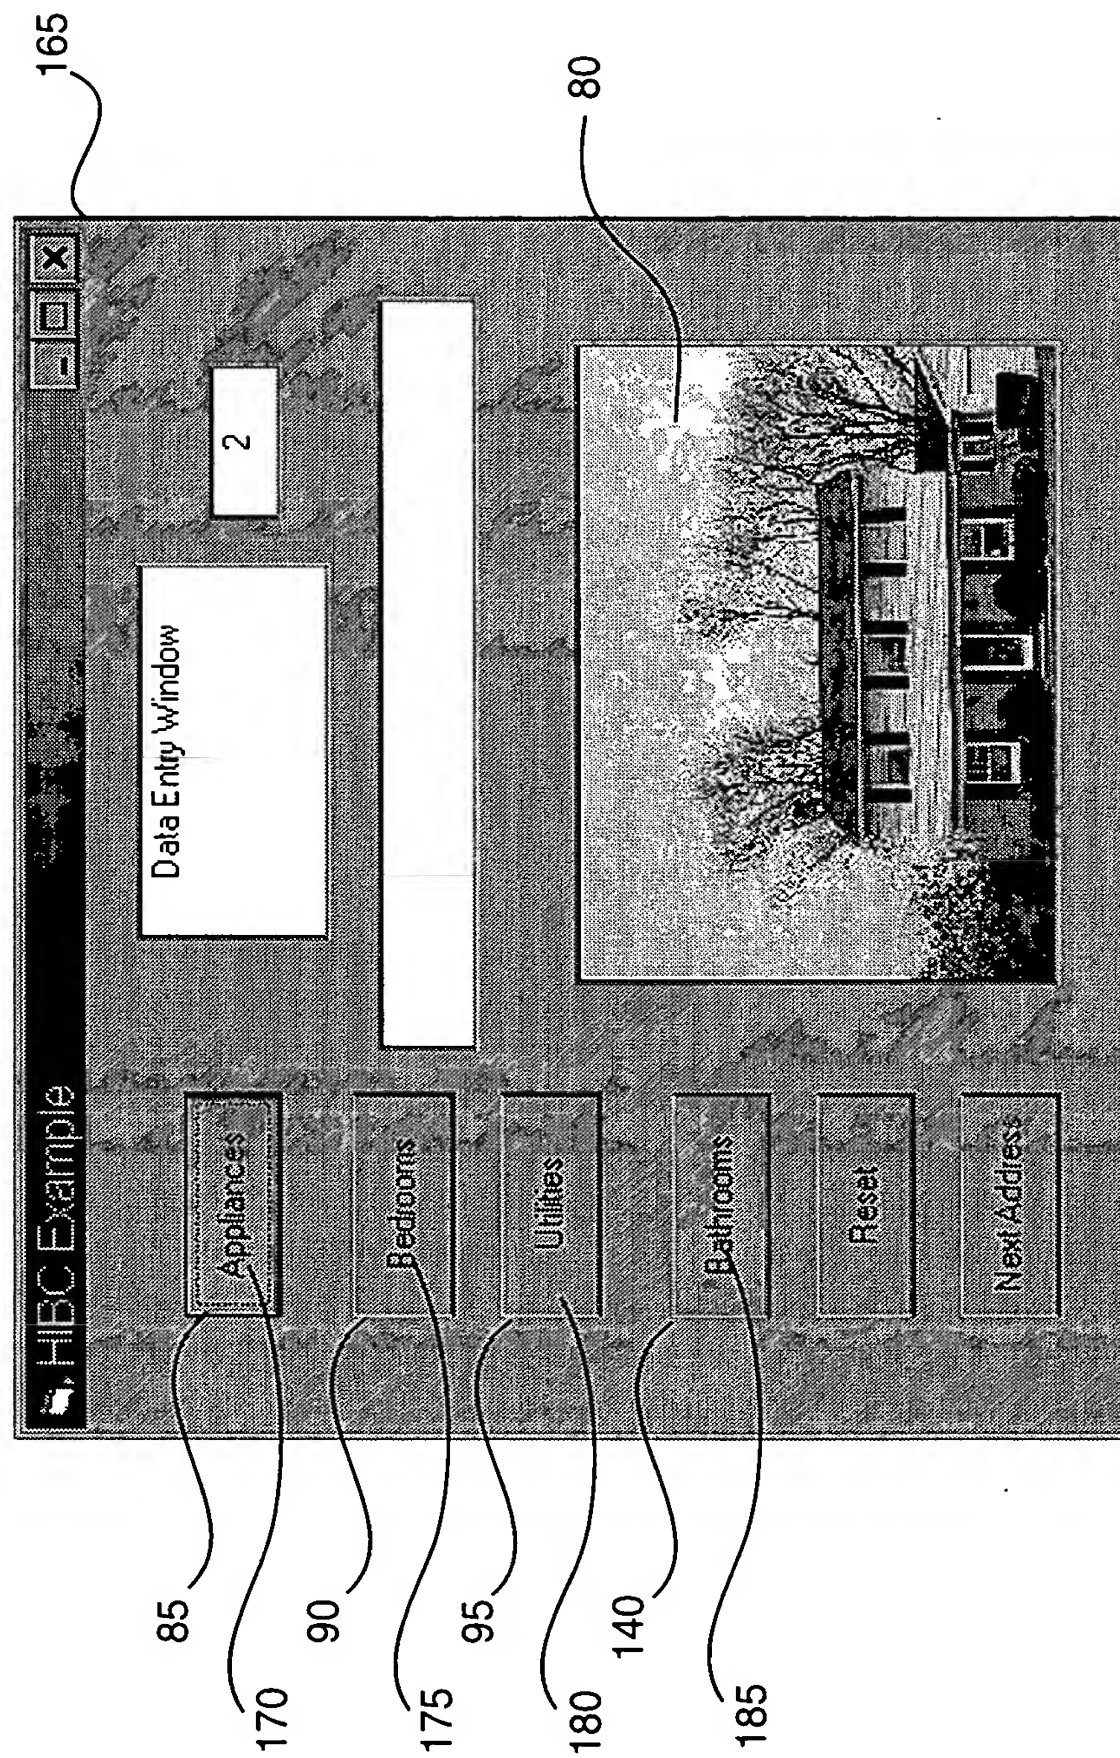 HIBC Example
165
Data Entry Window
2
80
85
Appliances
170
90
Bedrooms
175
95
Utilities
180
140
Bathrooms
185
Reset
Next Address